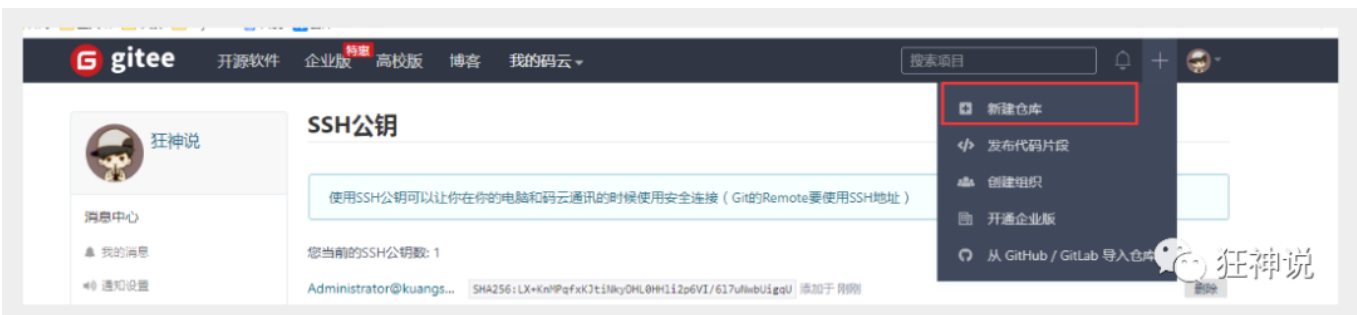 gitee 开源软件 企业版 特惠 高校版 博客 我的码云 搜索项目
新建仓库
发布代码片段
创建组织
开通企业版
从 GitHub / GitLab 导入仓库
狂神说
SSH公钥
使用SSH公钥可以让你在你的电脑和码云通讯的时候使用安全连接（Git的Remote要使用SSH地址）
消息中心
我的消息
通知设置
您当前的SSH公钥数: 1
Administrator@kuangs... 添加于 刚刚 删除
狂神说